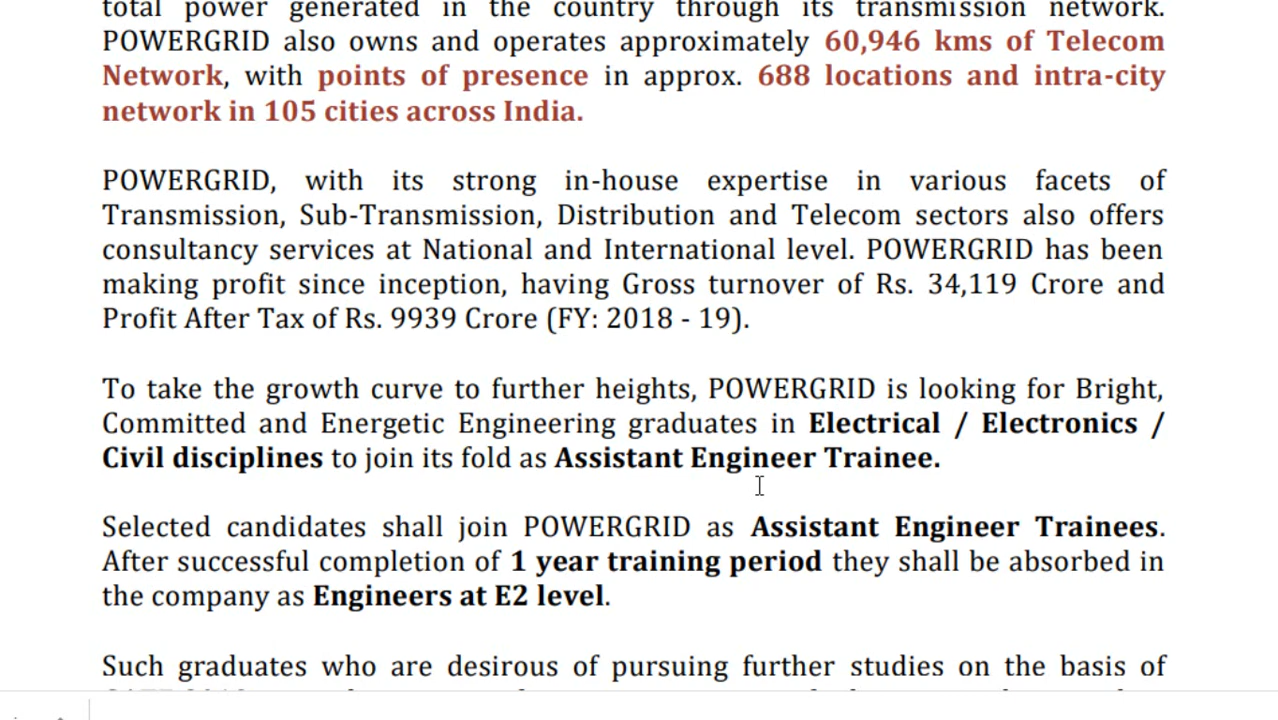 total power generated in the country through its transmission network.
POWERGRID also owns and operates approximately 60,946 kms of Telecom
Network, with points of presence in approx. 688 locations and intra-city
network in 105 cities across India.
POWERGRID, with its strong in-house expertise in various facets of
Transmission, Sub-Transmission, Distribution and Telecom sectors also offers
consultancy services at National and International level. POWERGRID has been
making profit since inception, having Gross turnover of Rs. 34,119 Crore and
Profit After Tax of Rs. 9939 Crore (FY: 2018 - 19).
To take the growth curve to further heights, POWERGRID is looking for Bright,
Committed and Energetic Engineering graduates in Electrical / Electronics /
Civil disciplines to join its fold as Assistant Engineer Trainee.
Selected candidates shall join POWERGRID as Assistant Engineer Trainees.
After successful completion of 1 year training period they shall be absorbed in
the company as Engineers at E2 level.
Such graduates who are desirous of pursuing further studies on the basis of